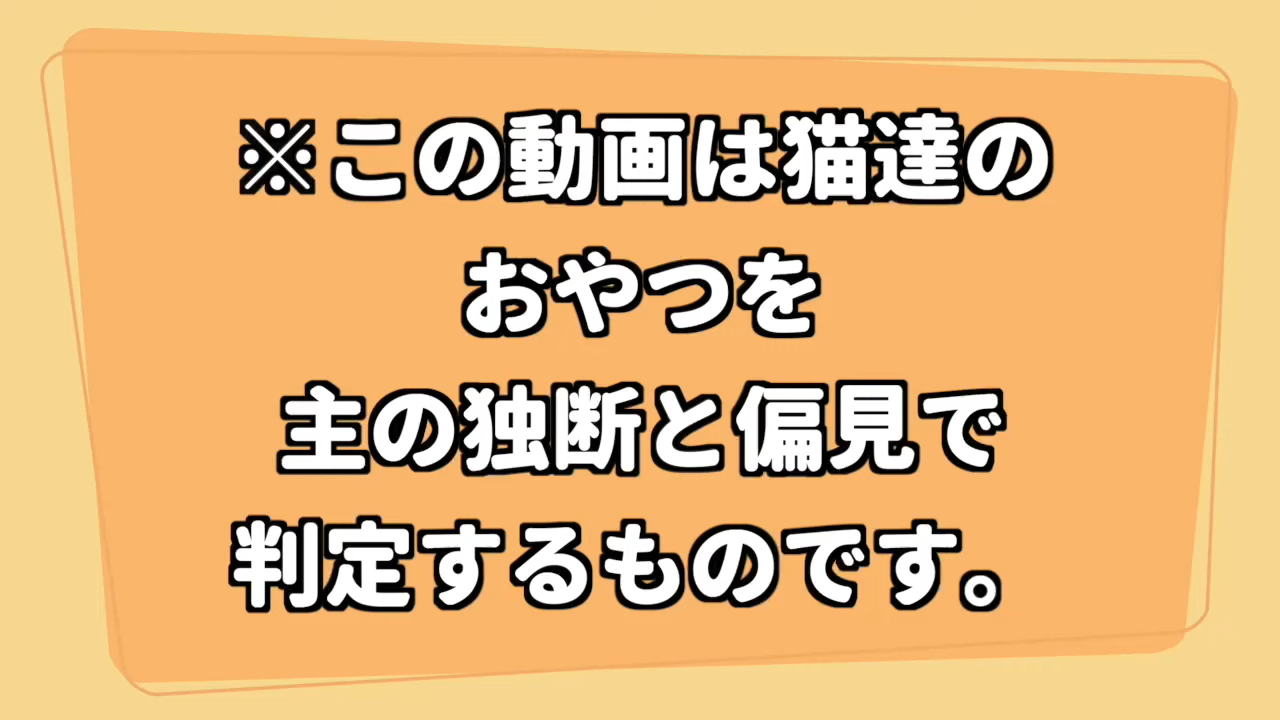 ※この動画は猫達の
おやつを
主の独断と偏見で
判定するものです。